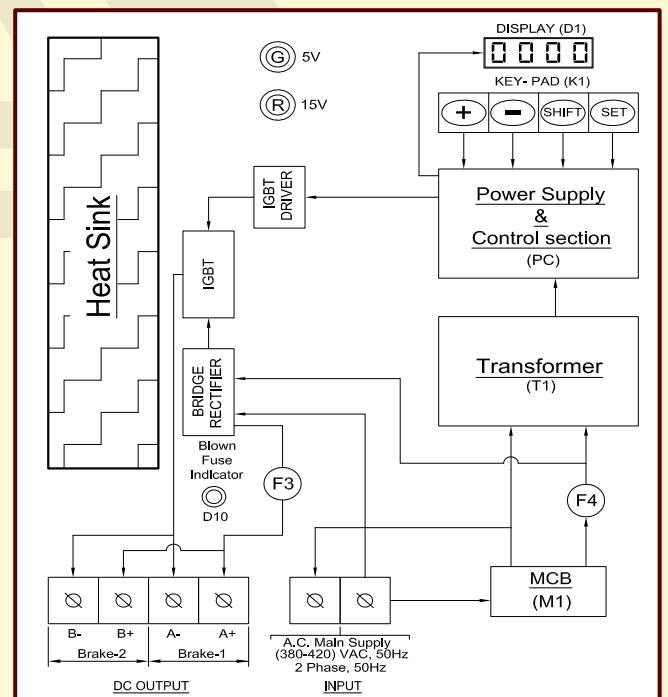 DISPLAY (D1)
0000
KEY- PAD (K1)
+
−
SHIFT
SET
G 5V
R 15V
Heat Sink
IGBT
DRIVER
Power Supply
&
Control section
(PC)
IGBT
Transformer
(T1)
BRIDGE
RECTIFIER
Blown
Fuse
Indicator
D10
F3
F4
MCB
(M1)
B- B+ A- A+
Brake-2 Brake-1
DC OUTPUT
A.C. Main Supply
(380-420) VAC, 50Hz
2 Phase, 50Hz
INPUT